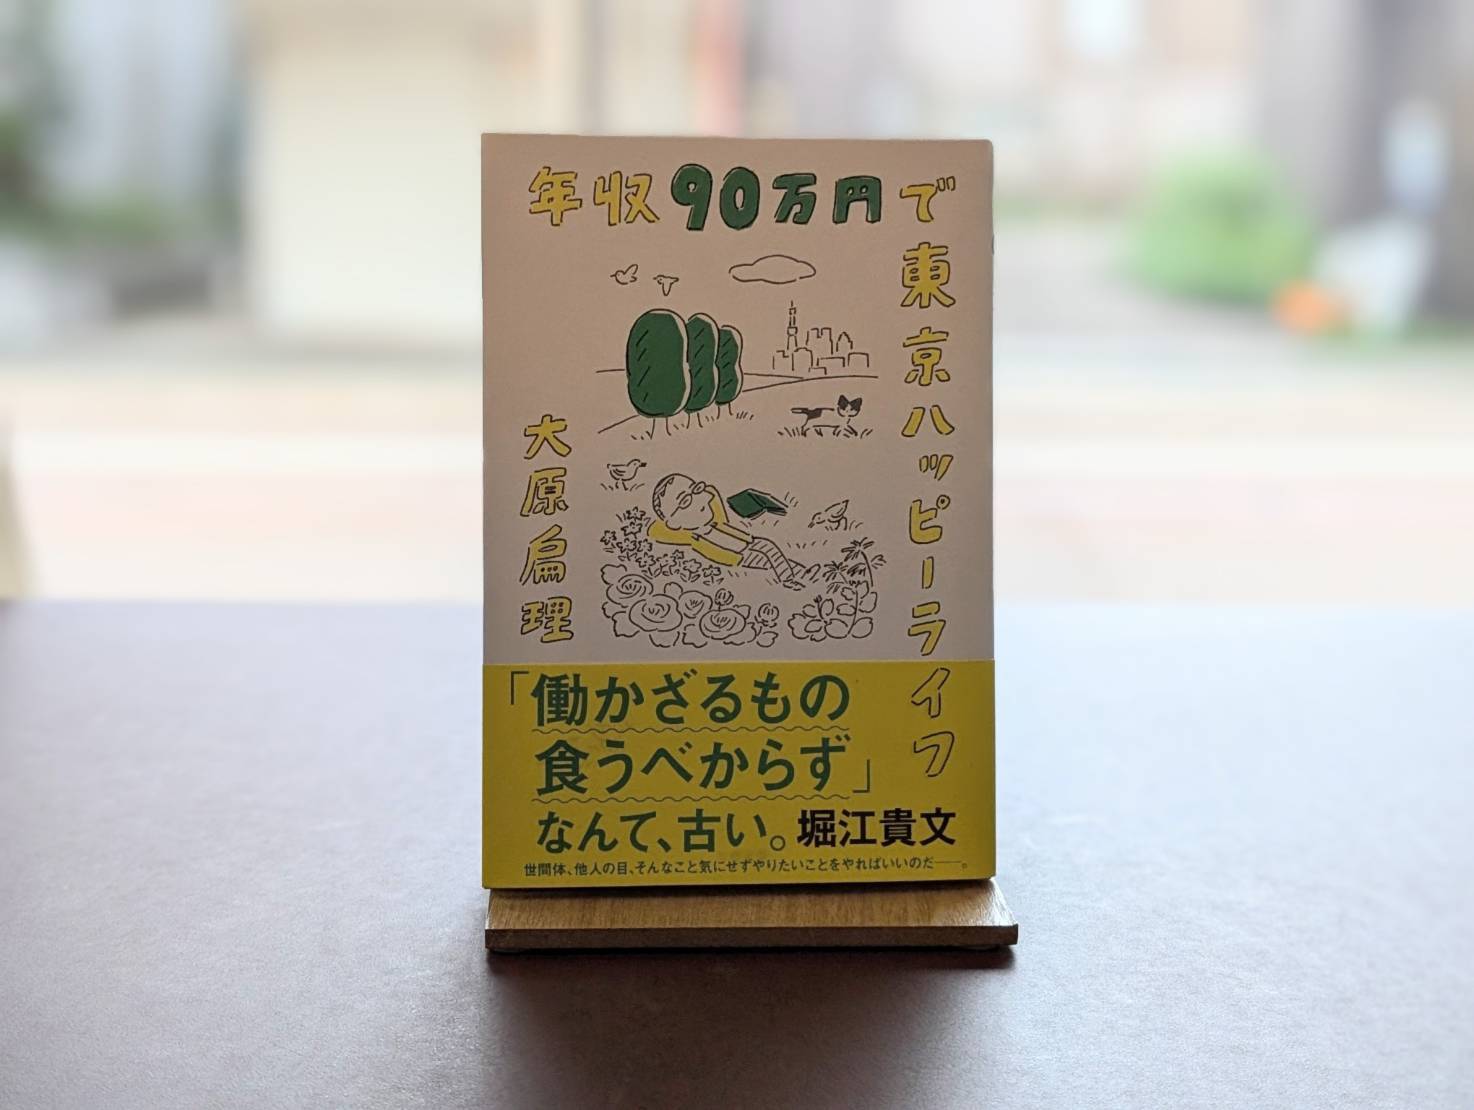 年収90万円で東京ハッピーライフ
大原扁理
「働かざるもの
食うべからず」
なんて、古い。堀江貴文
世間体、他人の目、そんなこと気にせずやりたいことをやればいいのだ――。